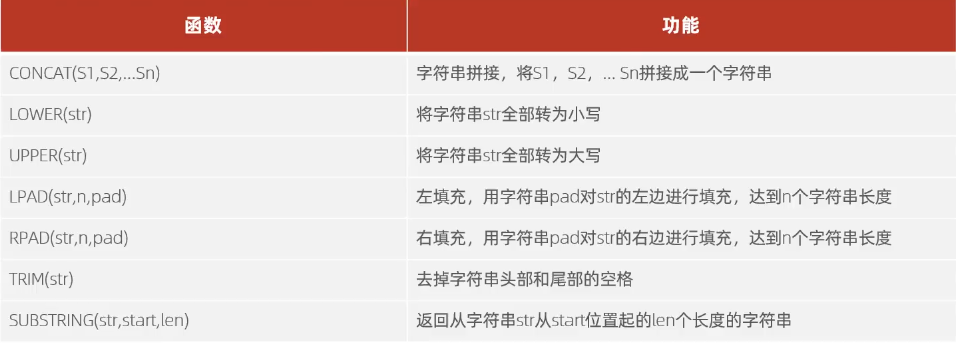 函数 功能
CONCAT(S1,S2,...Sn) 字符串拼接，将S1，S2，... Sn拼接成一个字符串
LOWER(str) 将字符串str全部转为小写
UPPER(str) 将字符串str全部转为大写
LPAD(str,n,pad) 左填充，用字符串pad对str的左边进行填充，达到n个字符串长度
RPAD(str,n,pad) 右填充，用字符串pad对str的右边进行填充，达到n个字符串长度
TRIM(str) 去掉字符串头部和尾部的空格
SUBSTRING(str,start,len) 返回从字符串str从start位置起的len个长度的字符串